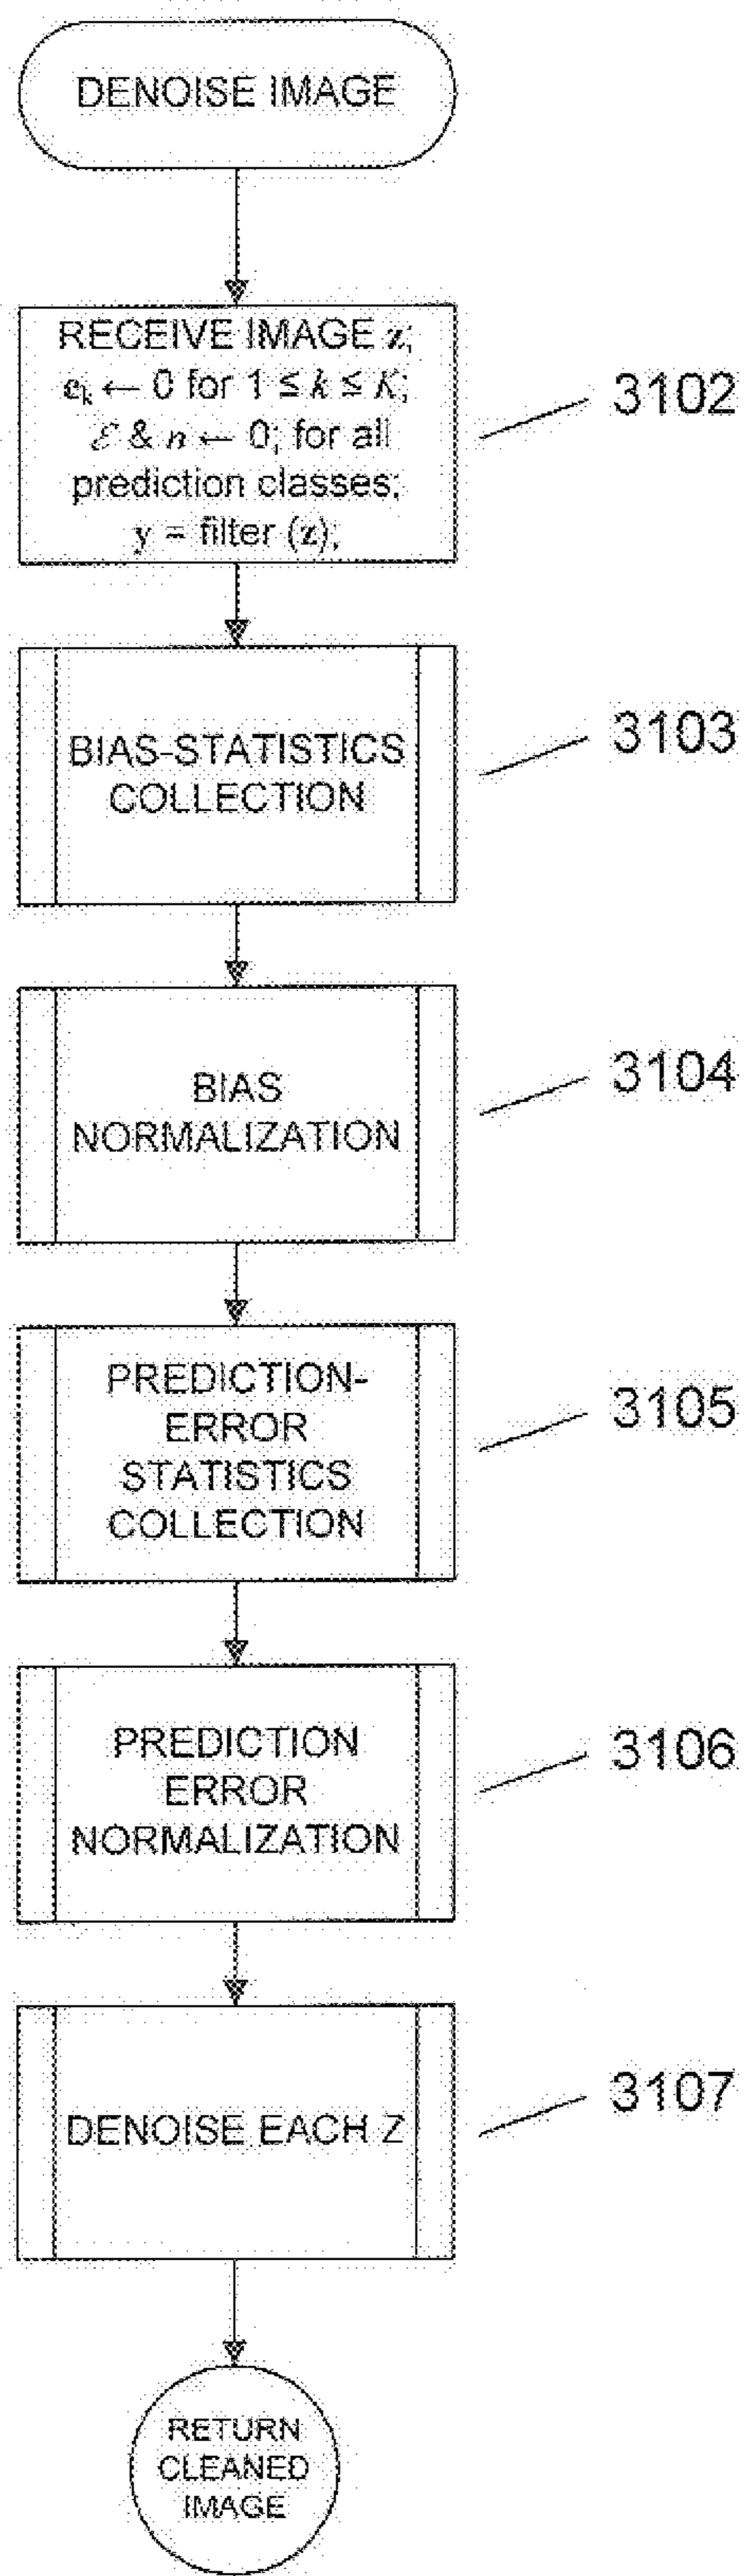 DENOISE IMAGE
RECEIVE IMAGE z;
e_k ← 0 for 1 ≤ k ≤ K;
ℰ & n ← 0; for all
prediction classes;
y = filter (z);
3102
BIAS-STATISTICS
COLLECTION
3103
BIAS
NORMALIZATION
3104
PREDICTION-
ERROR
STATISTICS
COLLECTION
3105
PREDICTION
ERROR
NORMALIZATION
3106
DENOISE EACH Z
3107
RETURN
CLEANED
IMAGE